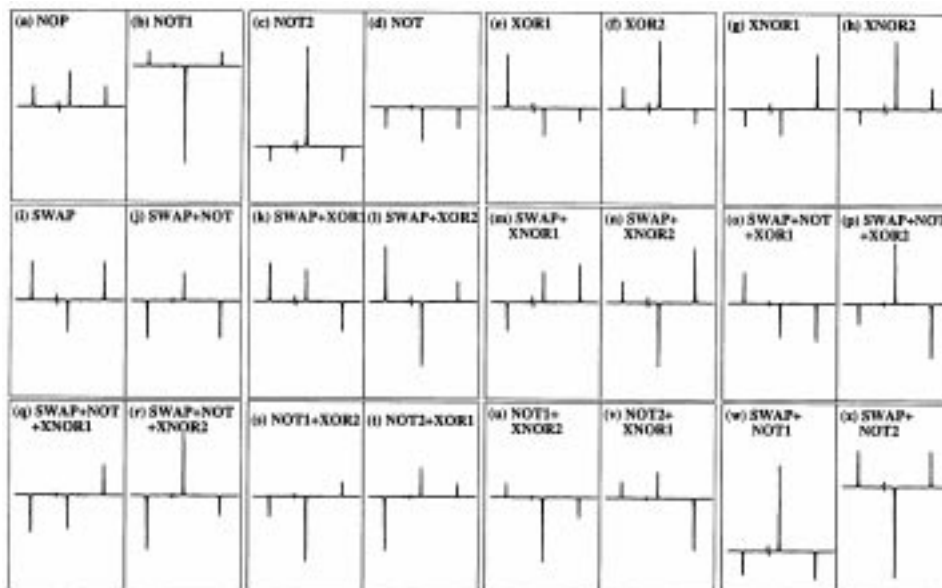 (a) NOP
(b) NOT1
(c) NOT2
(d) NOT
(e) XOR1
(f) XOR2
(g) XNOR1
(h) XNOR2
(i) SWAP
(j) SWAP+NOT
(k) SWAP+XOR1
(l) SWAP+XOR2
(m) SWAP+
XNOR1
(n) SWAP+
XNOR2
(o) SWAP+NOT
+XOR1
(p) SWAP+NOT
+XOR2
(q) SWAP+NOT
+XNOR1
(r) SWAP+NOT
+XNOR2
(s) NOT1+XOR2
(t) NOT2+XOR1
(u) NOT1+
XNOR2
(v) NOT2+
XNOR1
(w) SWAP+
NOT1
(x) SWAP+
NOT2